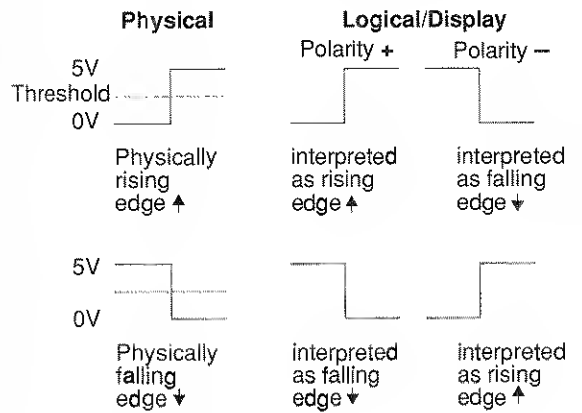 Physical Logical/Display
Polarity + Polarity −
5V
Threshold
0V
Physically rising edge ↑
interpreted as rising edge ↑
interpreted as falling edge ↓
5V
0V
Physically falling edge ↓
interpreted as falling edge ↓
interpreted as rising edge ↑